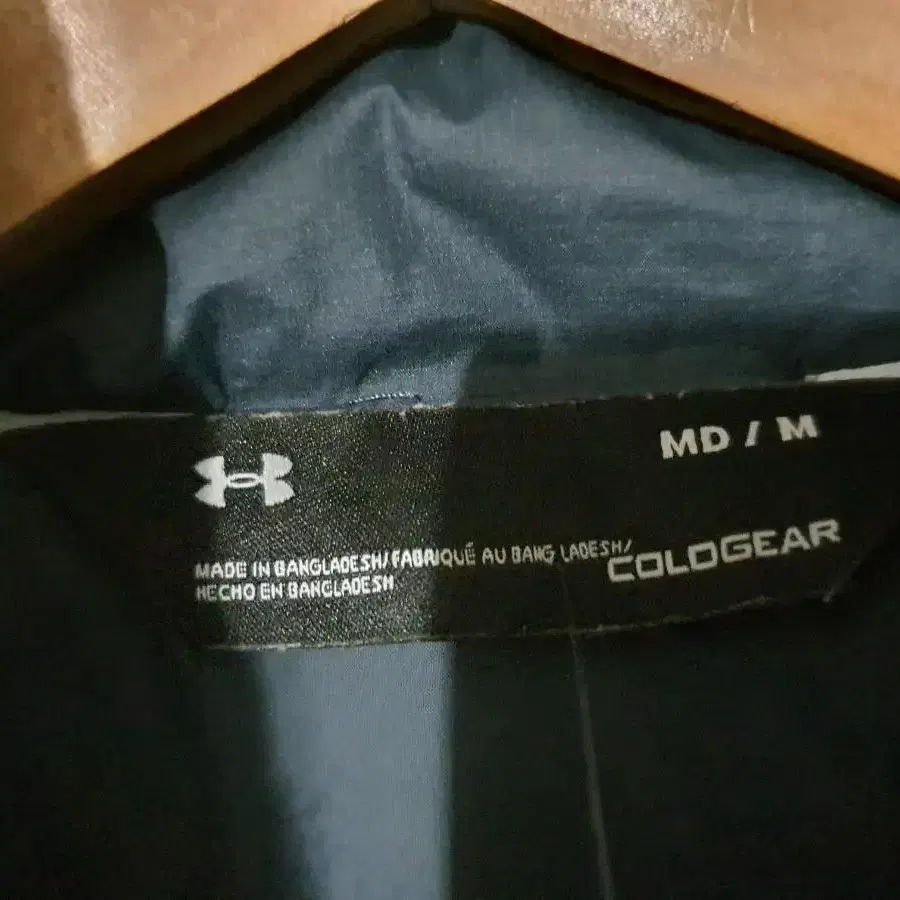 MD / M
MADE IN BANGLADESH/FABRIQUÉ AU BANG LADESH/
HECHO EN BANGLADESH
COLDGEAR